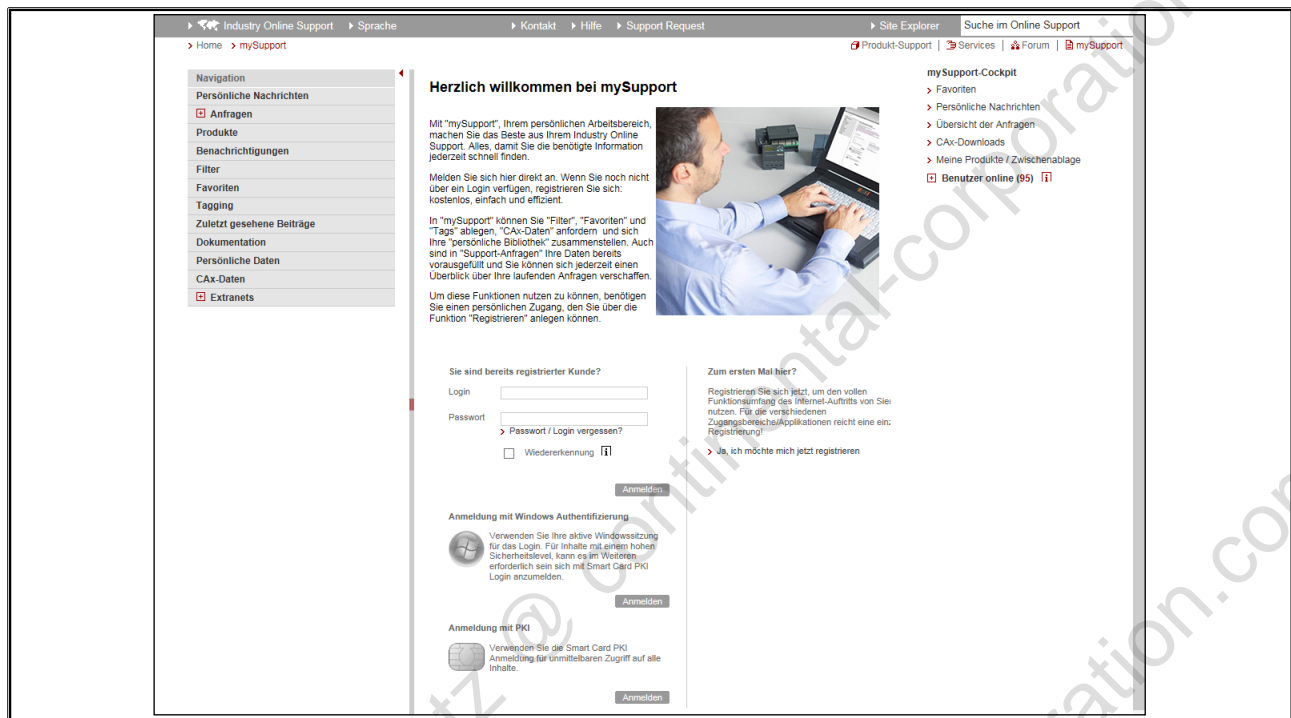 Industry Online Support Sprache Kontakt Hilfe Support Request Site Explorer Suche im Online Support
Home mySupport Produkt-Support | Services | Forum | mySupport
Navigation
Persönliche Nachrichten
Anfragen
Produkte
Benachrichtigungen
Filter
Favoriten
Tagging
Zuletzt gesehene Beiträge
Dokumentation
Persönliche Daten
CAx-Daten
Extranets
Herzlich willkommen bei mySupport
Mit "mySupport", Ihrem persönlichen Arbeitsbereich,
machen Sie das Beste aus Ihrem Industry Online
Support. Alles, damit Sie die benötigte Information
jederzeit schnell finden.
Melden Sie sich hier direkt an. Wenn Sie noch nicht
über ein Login verfügen, registrieren Sie sich:
kostenlos, einfach und effizient.
In "mySupport" können Sie "Filter", "Favoriten" und
"Tags" ablegen, "CAx-Daten" anfordern und sich
Ihre "persönliche Bibliothek" zusammenstellen. Auch
sind in "Support-Anfragen" Ihre Daten bereits
vorausgefüllt und Sie können sich jederzeit einen
Überblick über Ihre laufenden Anfragen verschaffen.
Um diese Funktionen nutzen zu können, benötigen
Sie einen persönlichen Zugang, den Sie über die
Funktion "Registrieren" anlegen können.
mySupport-Cockpit
Favoriten
Persönliche Nachrichten
Übersicht der Anfragen
CAx-Downloads
Meine Produkte / Zwischenablage
Benutzer online (95)
Sie sind bereits registrierter Kunde?
Login
Passwort
Passwort / Login vergessen?
Wiedererkennung
Anmelden
Zum ersten Mal hier?
Registrieren Sie sich jetzt, um den vollen
Funktionsumfang des Internet-Auftritts von Sie
nutzen. Für die verschiedenen
Zugangsbereiche/Applikationen reicht eine einz
Registrierung!
Ja, ich möchte mich jetzt registrieren
Anmeldung mit Windows Authentifizierung
Verwenden Sie Ihre aktive Windowssitzung
für das Login. Für Inhalte mit einem hohen
Sicherheitslevel, kann es im Weiteren
erforderlich sein sich mit Smart Card PKI
Login anzumelden.
Anmelden
Anmeldung mit PKI
Verwenden Sie die Smart Card PKI
Anmeldung für unmittelbaren Zugriff auf alle
Inhalte.
Anmelden
tz @ continental-corporation
ration.com